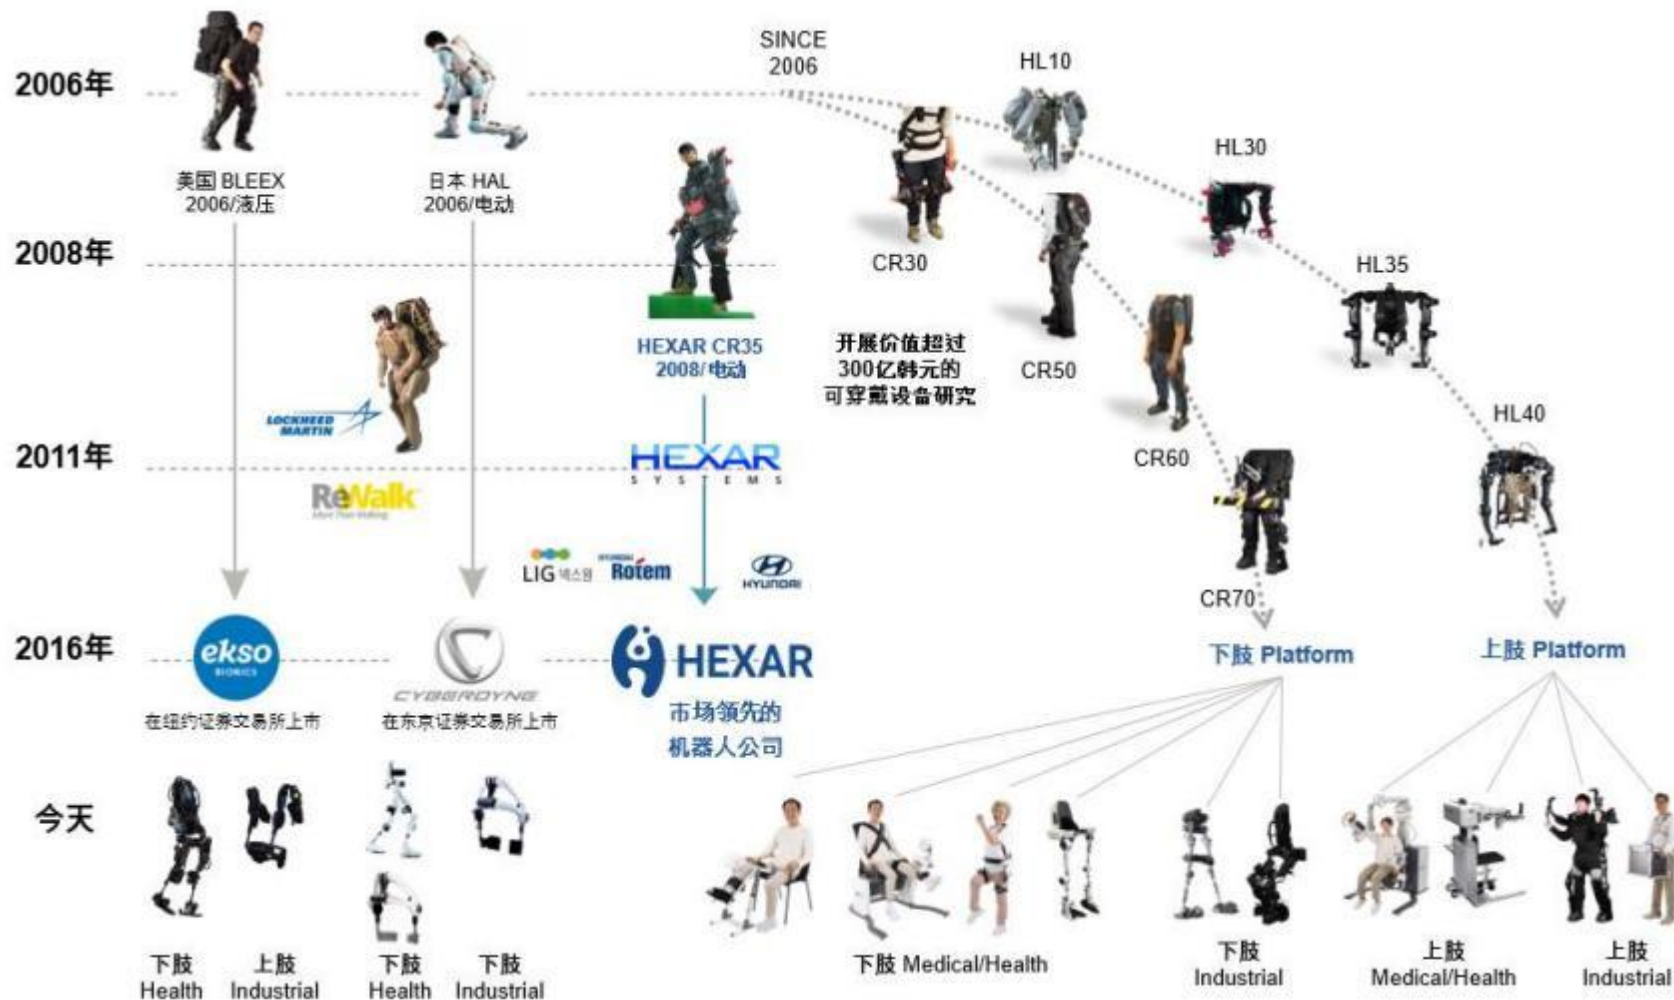 2006年
美国 BLEEX
2006/液压
日本 HAL
2006/电动
SINCE
2006
HL10
HL30
2008年
CR30
HL35
HEXAR CR35
2008/电动
开展价值超过
300亿韩元的
可穿戴设备研究
CR50
LOCKHEED
MARTIN
HL40
2011年
HEXAR
SYSTEMS
CR60
ReWalk
LIG 넥스원
HYUNDAI
Rotem
HYUNDAI
CR70
2016年
ekso
BIONICS
CYBERDYNE
HEXAR
下肢 Platform
上肢 Platform
在纽约证券交易所上市
在东京证券交易所上市
市场领先的
机器人公司
今天
下肢
Health
上肢
Industrial
下肢
Health
下肢
Industrial
下肢 Medical/Health
下肢
Industrial
上肢
Medical/Health
上肢
Industrial